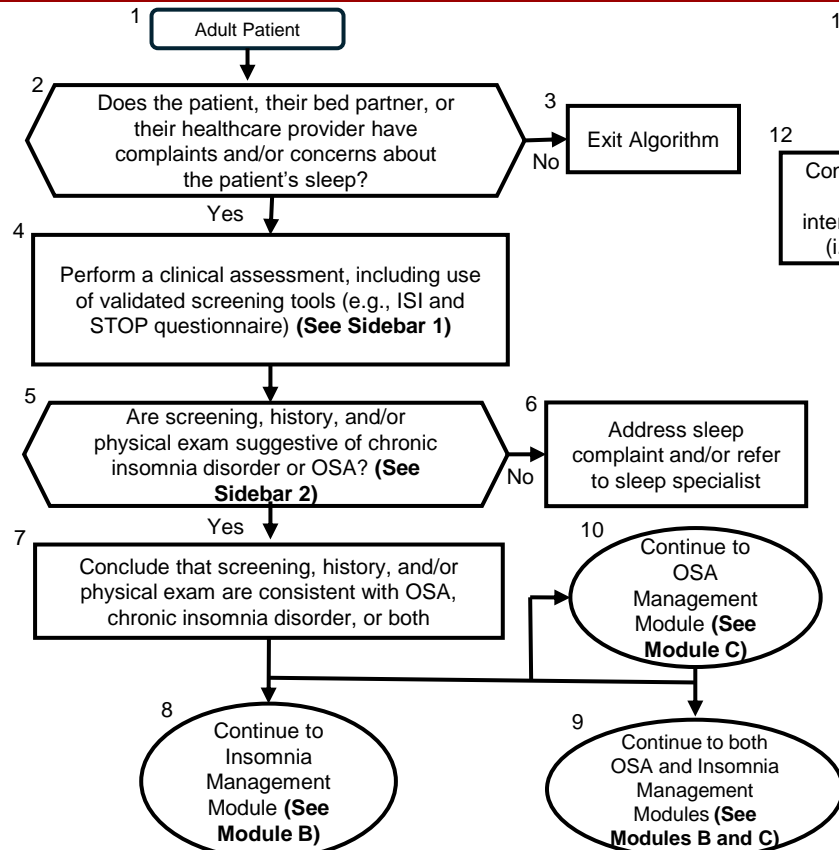 1
Adult Patient
2
Does the patient, their bed partner, or
their healthcare provider have
complaints and/or concerns about
the patient's sleep?
No
3
Exit Algorithm
Yes
4
Perform a clinical assessment, including use
of validated screening tools (e.g., ISI and
STOP questionnaire) (See Sidebar 1)
5
Are screening, history, and/or
physical exam suggestive of chronic
insomnia disorder or OSA? (See
Sidebar 2)
No
6
Address sleep
complaint and/or refer
to sleep specialist
Yes
7
Conclude that screening, history, and/or
physical exam are consistent with OSA,
chronic insomnia disorder, or both
10
Continue to
OSA
Management
Module (See
Module C)
8
Continue to
Insomnia
Management
Module (See
Module B)
9
Continue to both
OSA and Insomnia
Management
Modules (See
Modules B and C)
12